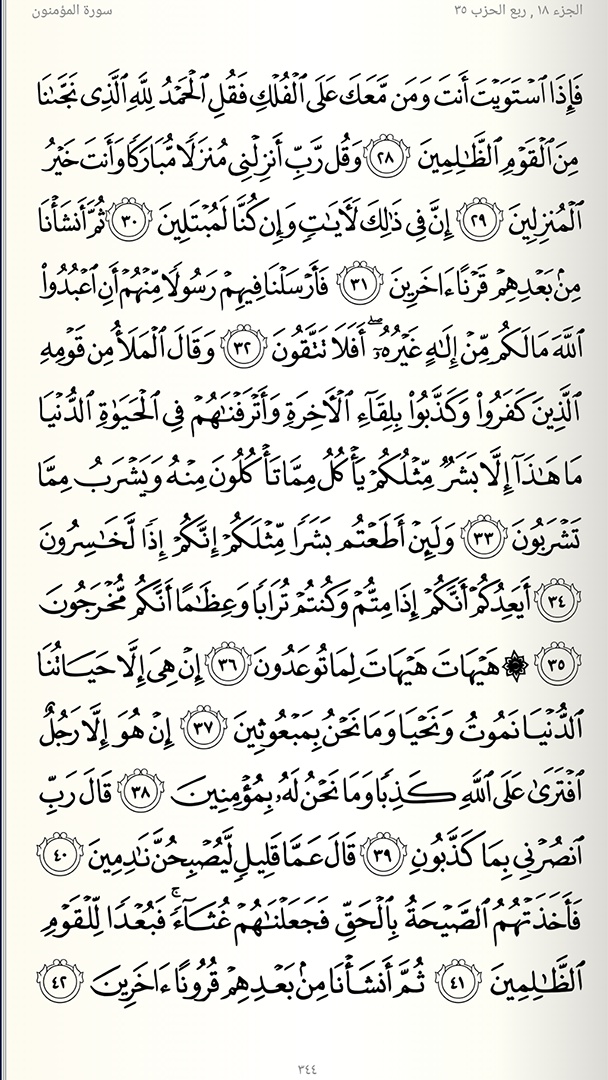 الجزء ١٨ , ربع الحزب ٣٥
سورة المؤمنون
فَإِذَا ٱسْتَوَيْتَ أَنتَ وَمَن مَّعَكَ عَلَى ٱلْفُلْكِ فَقُلِ ٱلْحَمْدُ لِلَّهِ ٱلَّذِى نَجَّىٰنَا
مِنَ ٱلْقَوْمِ ٱلظَّـٰلِمِينَ ٢٨ وَقُل رَّبِّ أَنزِلْنِى مُنزَلًا مُّبَارَكًا وَأَنتَ خَيْرُ
ٱلْمُنزِلِينَ ٢٩ إِنَّ فِى ذَٰلِكَ لَـَٔايَـٰتٍ وَإِن كُنَّا لَمُبْتَلِينَ ٣٠ ثُمَّ أَنشَأْنَا
مِنۢ بَعْدِهِمْ قَرْنًا ءَاخَرِينَ ٣١ فَأَرْسَلْنَا فِيهِمْ رَسُولًا مِّنْهُمْ أَنِ ٱعْبُدُوا۟
ٱللَّهَ مَا لَكُم مِّنْ إِلَـٰهٍ غَيْرُهُۥٓ ۖ أَفَلَا تَتَّقُونَ ٣٢ وَقَالَ ٱلْمَلَأُ مِن قَوْمِهِ
ٱلَّذِينَ كَفَرُوا۟ وَكَذَّبُوا۟ بِلِقَآءِ ٱلْـَٔاخِرَةِ وَأَتْرَفْنَـٰهُمْ فِى ٱلْحَيَوٰةِ ٱلدُّنْيَا
مَا هَـٰذَآ إِلَّا بَشَرٌ مِّثْلُكُمْ يَأْكُلُ مِمَّا تَأْكُلُونَ مِنْهُ وَيَشْرَبُ مِمَّا
تَشْرَبُونَ ٣٣ وَلَئِنْ أَطَعْتُم بَشَرًا مِّثْلَكُمْ إِنَّكُمْ إِذًا لَّخَـٰسِرُونَ
٣٤ أَيَعِدُكُمْ أَنَّكُمْ إِذَا مِتُّمْ وَكُنتُمْ تُرَابًا وَعِظَـٰمًا أَنَّكُم مُّخْرَجُونَ
٣٥ ۞ هَيْهَاتَ هَيْهَاتَ لِمَا تُوعَدُونَ ٣٦ إِنْ هِىَ إِلَّا حَيَاتُنَا
ٱلدُّنْيَا نَمُوتُ وَنَحْيَا وَمَا نَحْنُ بِمَبْعُوثِينَ ٣٧ إِنْ هُوَ إِلَّا رَجُلٌ
ٱفْتَرَىٰ عَلَى ٱللَّهِ كَذِبًا وَمَا نَحْنُ لَهُۥ بِمُؤْمِنِينَ ٣٨ قَالَ رَبِّ
ٱنصُرْنِى بِمَا كَذَّبُونِ ٣٩ قَالَ عَمَّا قَلِيلٍ لَّيُصْبِحُنَّ نَـٰدِمِينَ ٤٠
فَأَخَذَتْهُمُ ٱلصَّيْحَةُ بِٱلْحَقِّ فَجَعَلْنَـٰهُمْ غُثَآءً ۚ فَبُعْدًا لِّلْقَوْمِ
ٱلظَّـٰلِمِينَ ٤١ ثُمَّ أَنشَأْنَا مِنۢ بَعْدِهِمْ قُرُونًا ءَاخَرِينَ ٤٢
٣٤٤